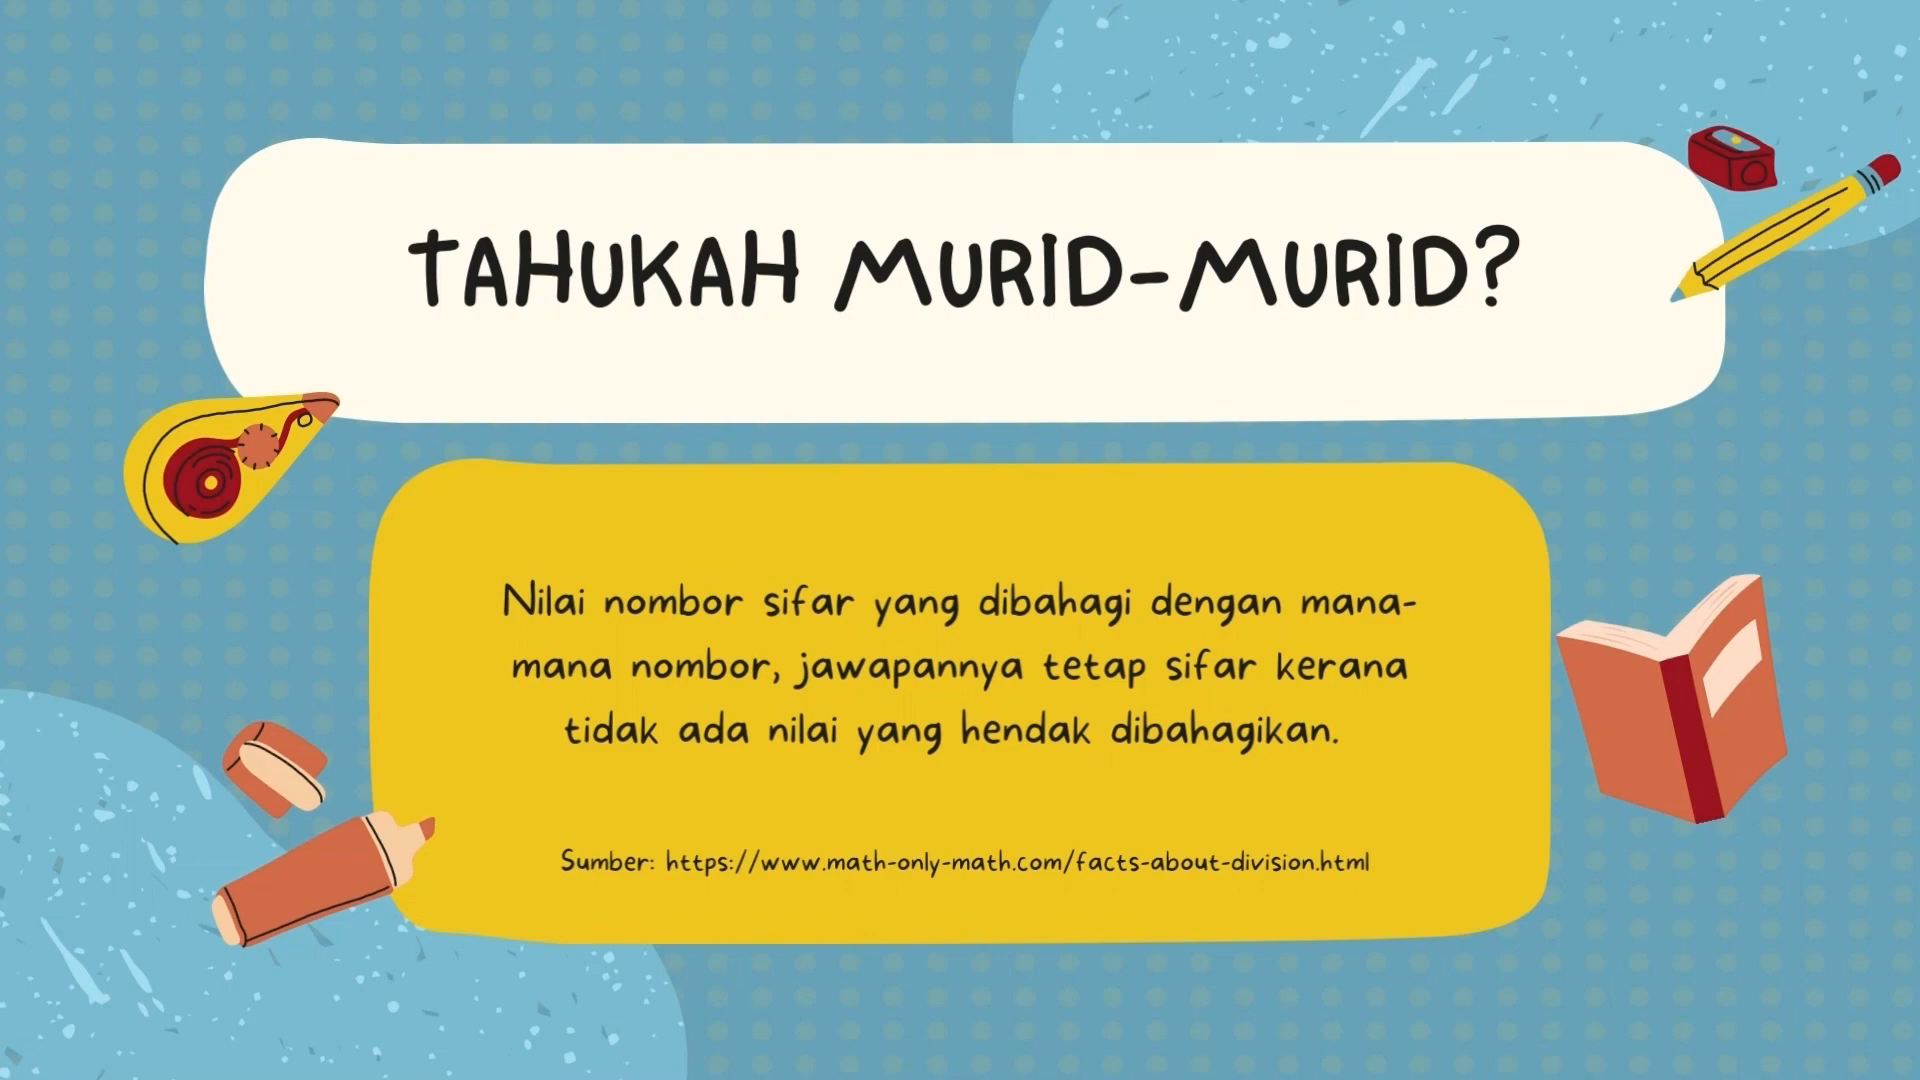 TAHUKAH MURID-MURID?
Nilai nombor sifar yang dibahagi dengan mana-
mana nombor, jawapannya tetap sifar kerana
tidak ada nilai yang hendak dibahagikan.
Sumber: https://www.math-only-math.com/facts-about-division.html